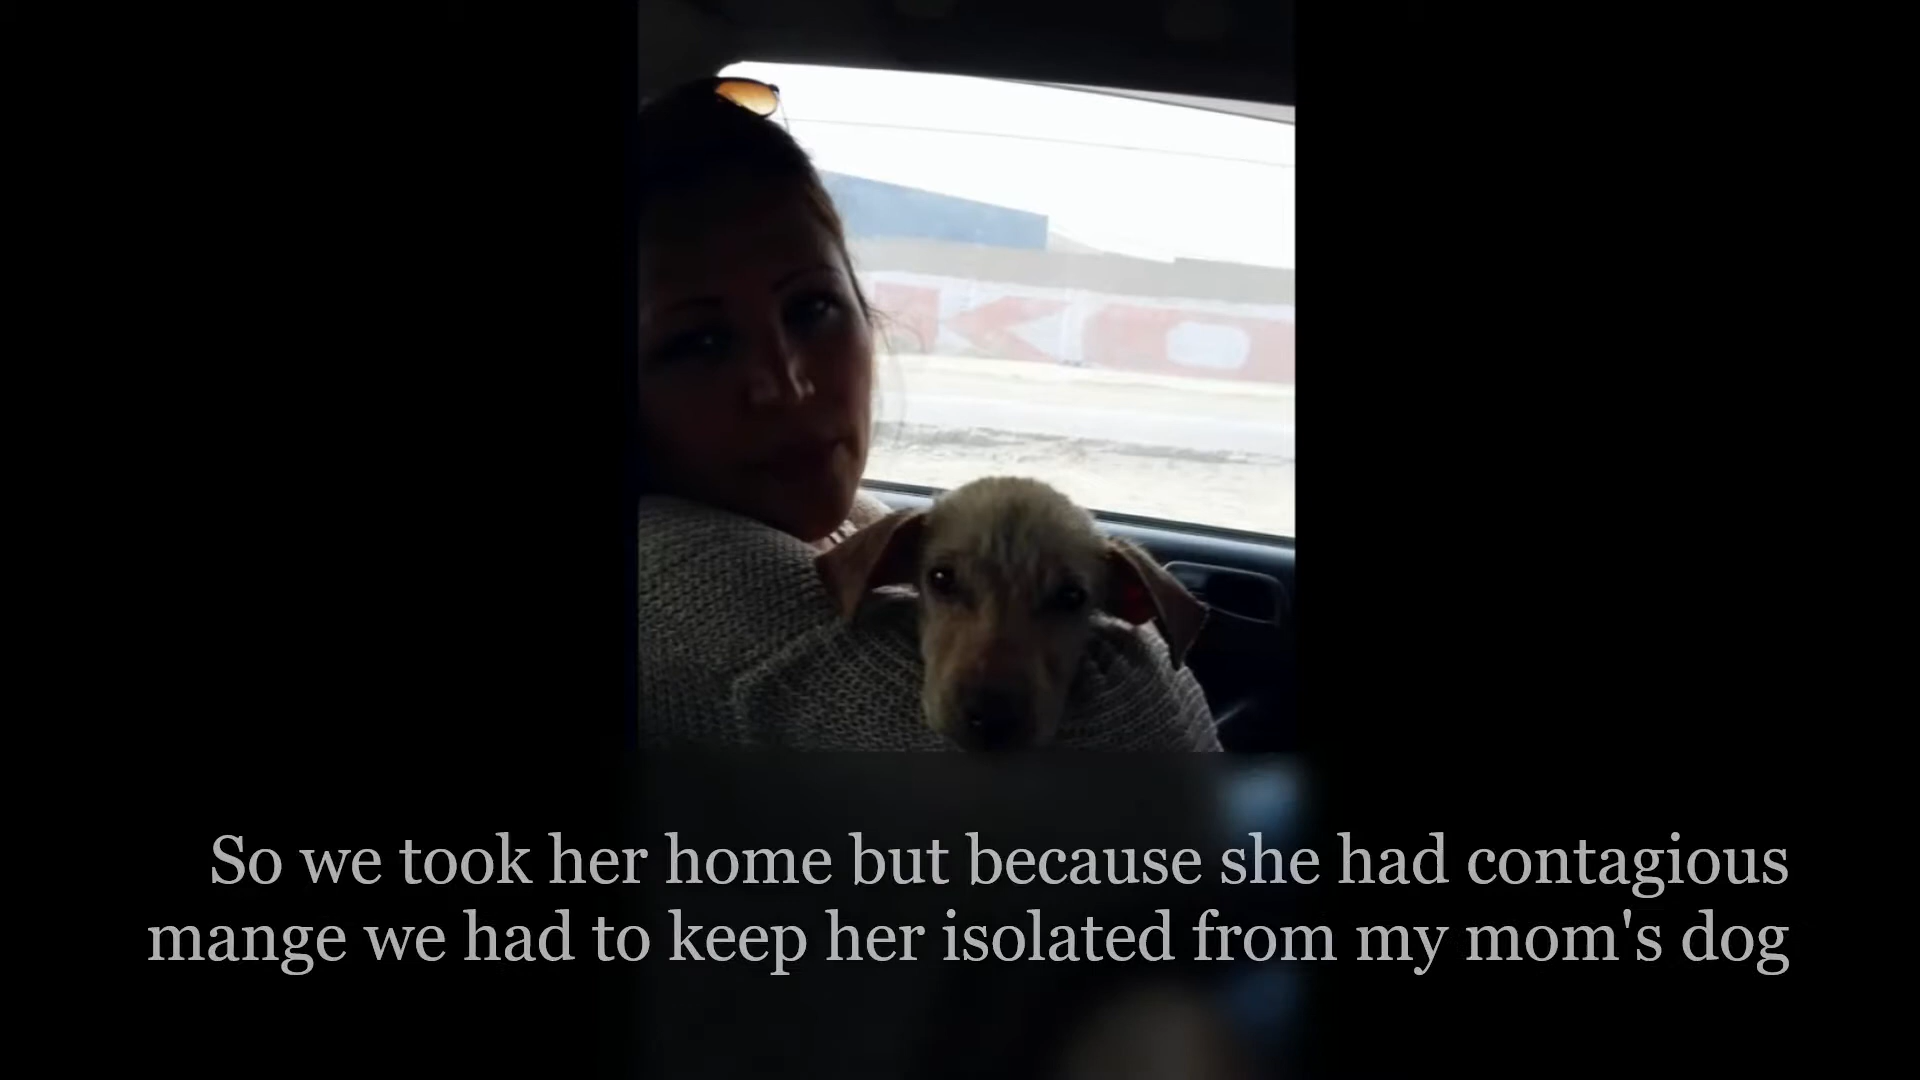 KO
So we took her home but because she had contagious
mange we had to keep her isolated from my mom's dog